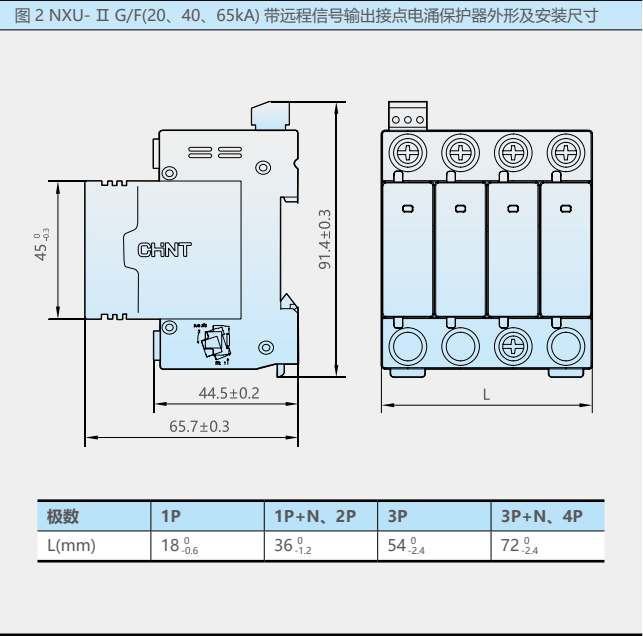 图 2 NXU- Ⅱ G/F(20、40、65kA) 带远程信号输出接点电涌保护器外形及安装尺寸
CHNT
45 0 -0.3
91.4±0.3
44.5±0.2
65.7±0.3
L
极数 1P 1P+N、2P 3P 3P+N、4P
L(mm) 18 0 -0.6 36 0 -1.2 54 0 -2.4 72 0 -2.4